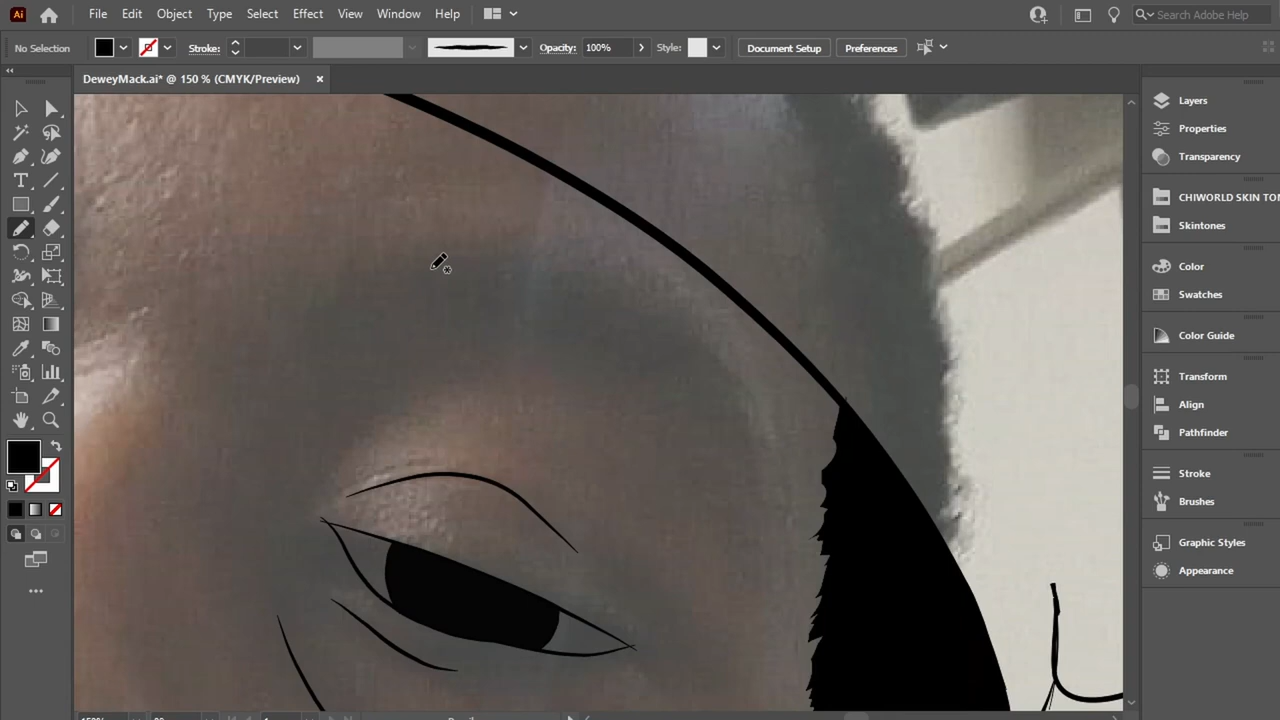 Ai File Edit Object Type Select Effect View Window Help Search Adobe Help
No Selection Stroke: Opacity: 100% Style: Document Setup Preferences
DeweyMack.ai* @ 150 % (CMYK/Preview) ×
Layers
Properties
Transparency
CHIWORLD SKIN TON
Skintones
Color
Swatches
Color Guide
Transform
Align
Pathfinder
Stroke
Brushes
Graphic Styles
Appearance